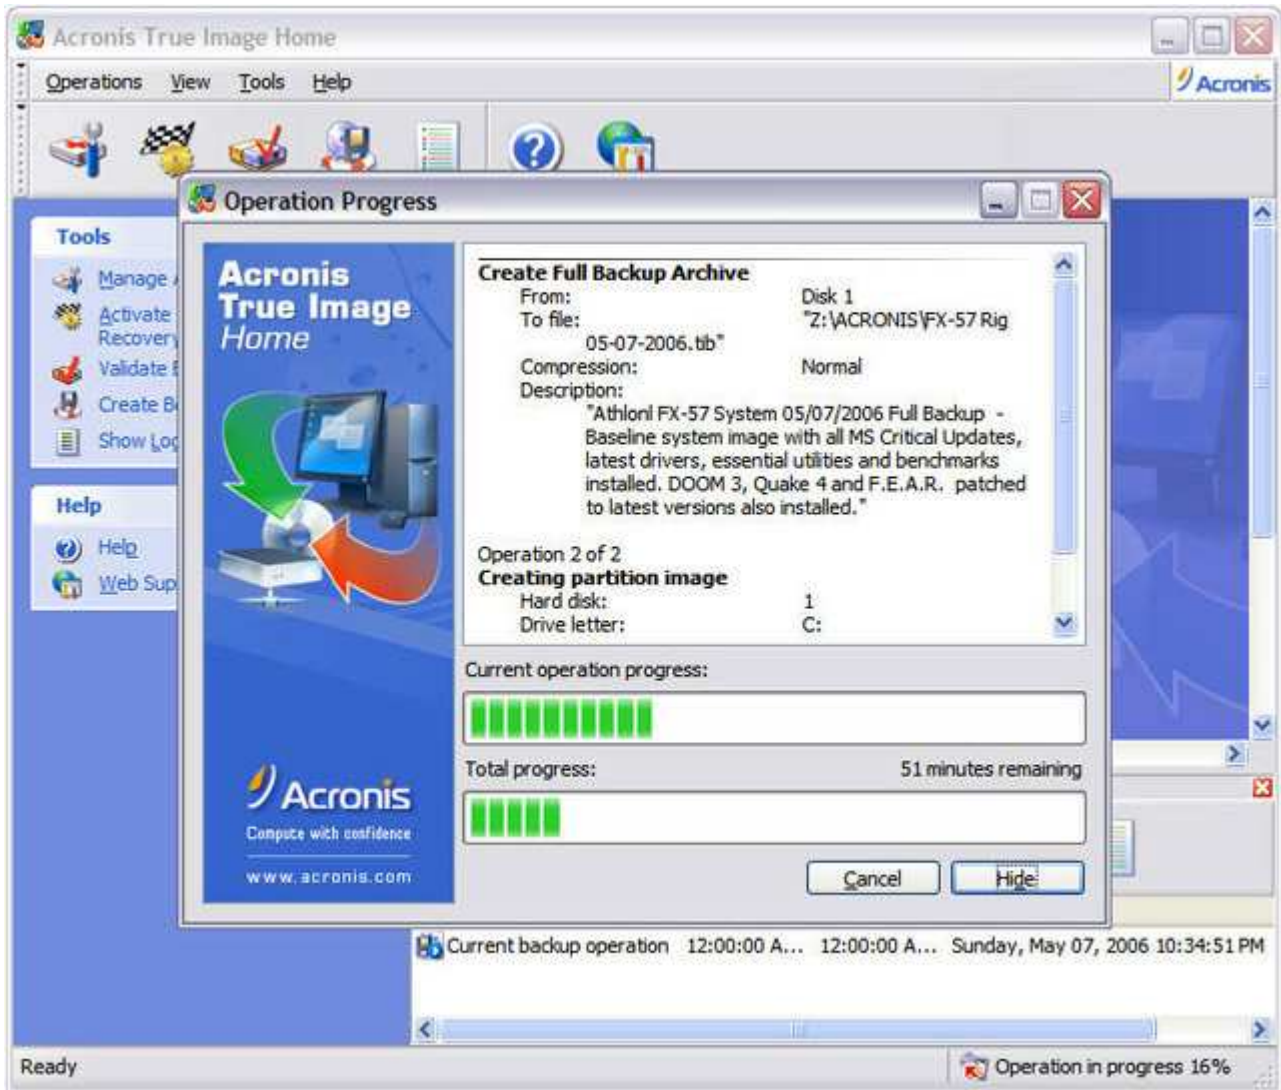 Acronis True Image Home
Operations View Tools Help
Acronis
Operation Progress
Tools
Manage
Activate
Recovery
Validate
Create
Show
Help
Help
Web
Acronis
True Image
Home
Acronis
Compute with confidence
www.acronis.com
Create Full Backup Archive
From: Disk 1
To file: "Z:\ACRONIS\FX-57 Rig
05-07-2006.tib"
Compression: Normal
Description:
"Athlonl FX-57 System 05/07/2006 Full Backup -
Baseline system image with all MS Critical Updates,
latest drivers, essential utilities and benchmarks
installed. DOOM 3, Quake 4 and F.E.A.R. patched
to latest versions also installed."
Operation 2 of 2
Creating partition image
Hard disk: 1
Drive letter: C:
Current operation progress:
Total progress: 51 minutes remaining
Cancel Hide
Current backup operation 12:00:00 A... 12:00:00 A... Sunday, May 07, 2006 10:34:51 PM
Ready Operation in progress 16%